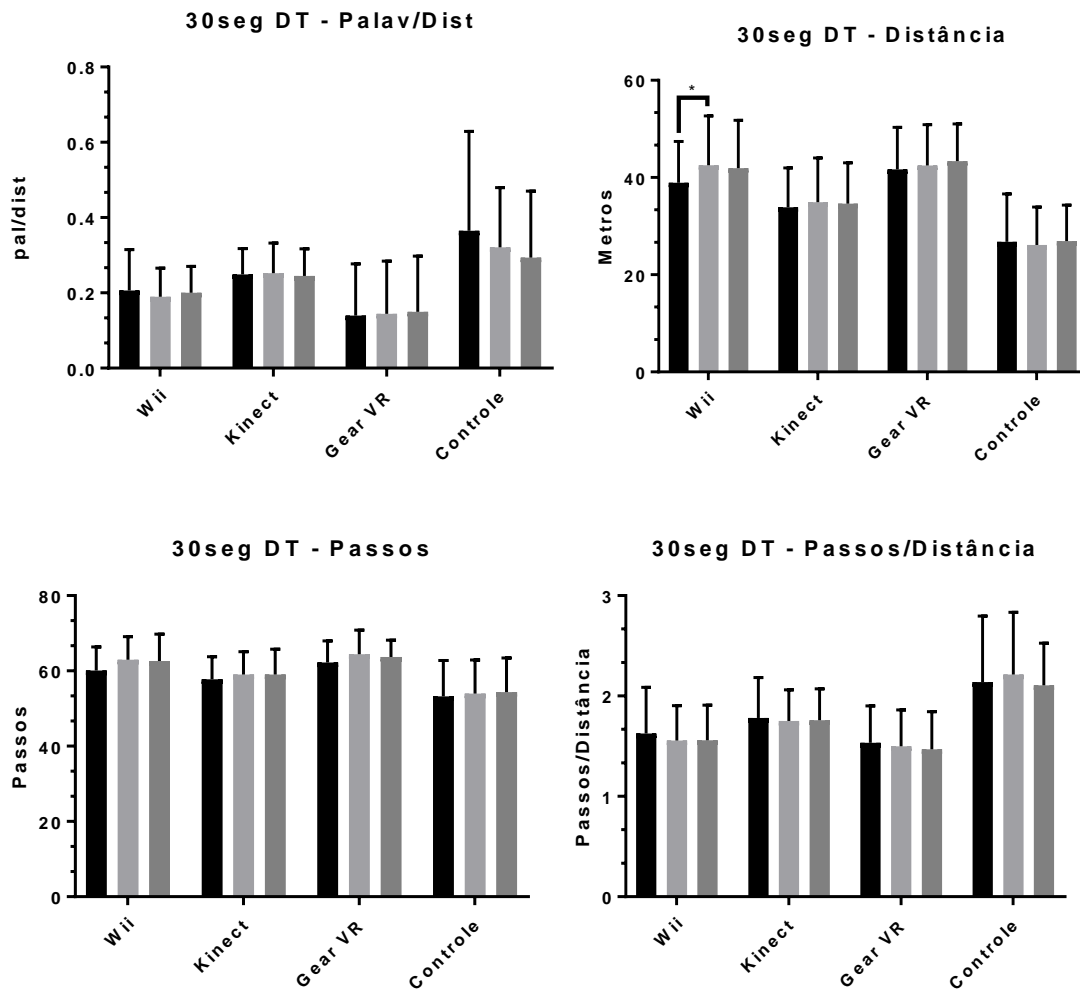 30seg DT - Palav/Dist
pal/dist
0.8
0.6
0.4
0.2
0.0
Wii
Kinect
Gear VR
Controle
30seg DT - Distância
Metros
60
40
20
0
*
Wii
Kinect
Gear VR
Controle
30seg DT - Passos
Passos
80
60
40
20
0
Wii
Kinect
Gear VR
Controle
30seg DT - Passos/Distância
Passos/Distância
3
2
1
0
Wii
Kinect
Gear VR
Controle